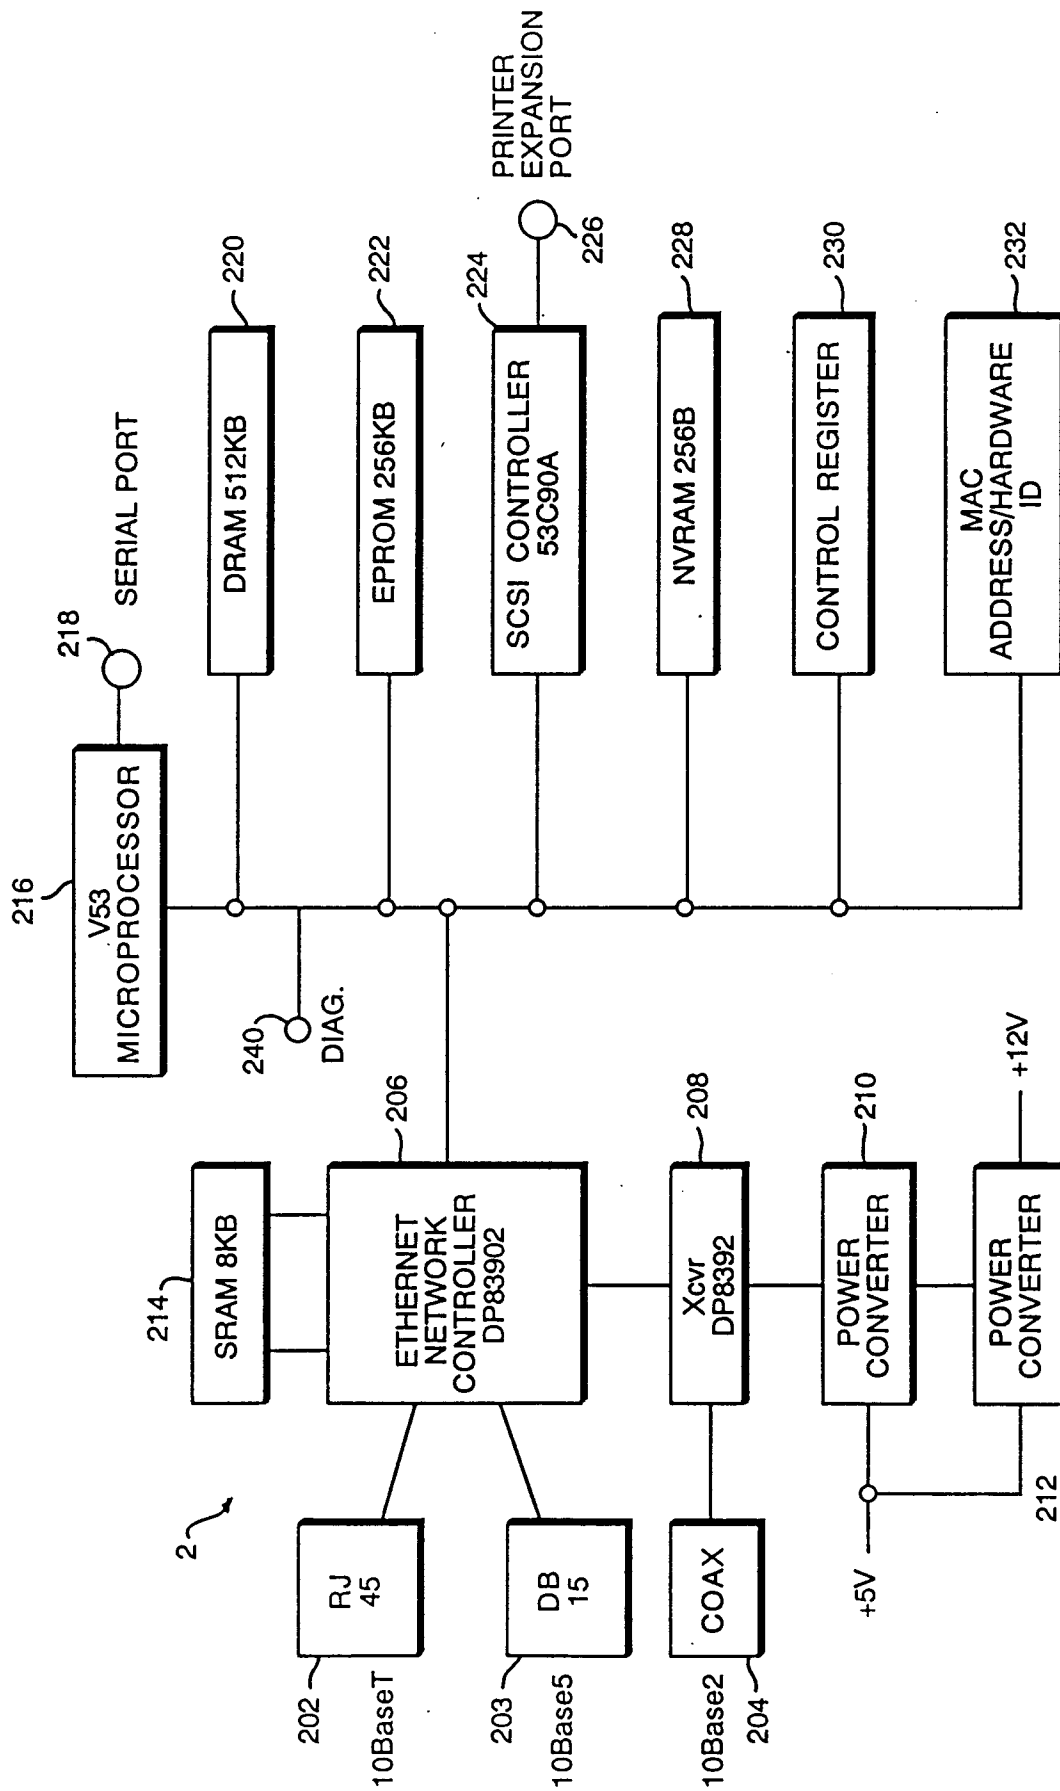 216
V53
MICROPROCESSOR
218
SERIAL PORT
240
DIAG.
220
DRAM 512KB
222
EPROM 256KB
224
SCSI CONTROLLER
53C90A
226
PRINTER
EXPANSION
PORT
228
NVRAM 256B
230
CONTROL REGISTER
232
MAC
ADDRESS/HARDWARE
ID
2
214
SRAM 8KB
206
ETHERNET
NETWORK
CONTROLLER
DP83902
202
RJ
45
10BaseT
203
DB
15
10Base5
208
Xcvr
DP8392
204
COAX
10Base2
210
POWER
CONVERTER
+5V
212
POWER
CONVERTER
+12V